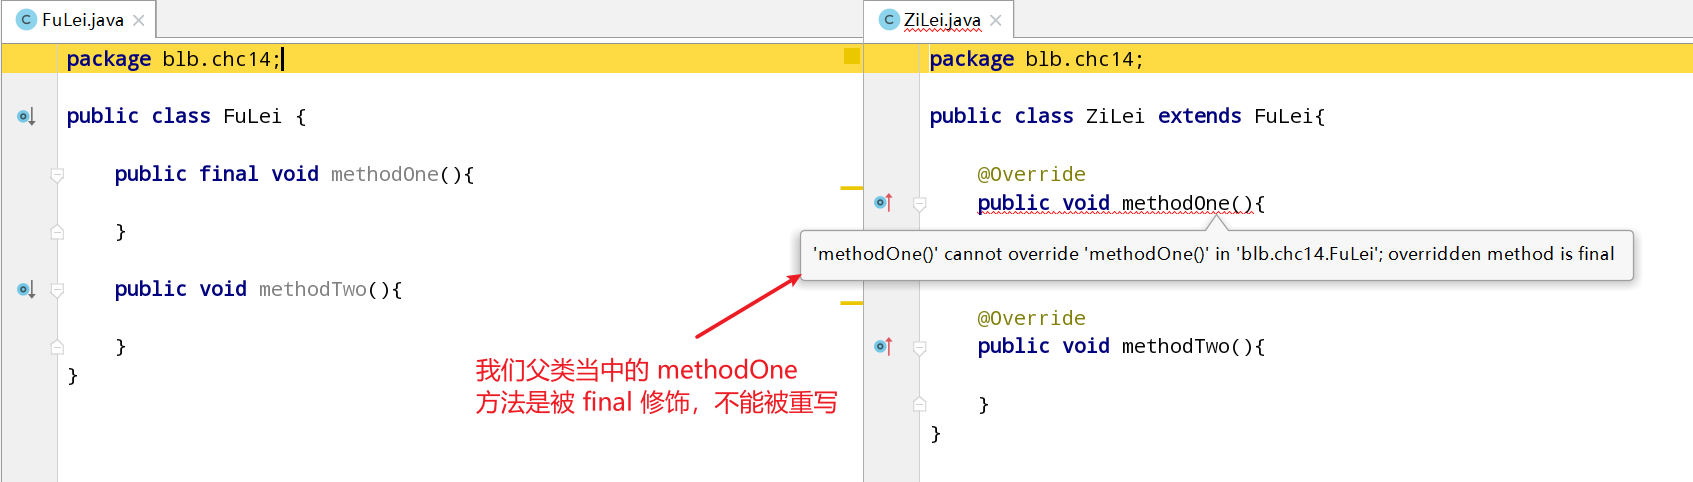 FuLei.java
package blb.chc14;
public class FuLei {
public final void methodOne(){
}
public void methodTwo(){
}
}
我们父类当中的 methodOne
方法是被 final 修饰，不能被重写
ZiLei.java
package blb.chc14;
public class ZiLei extends FuLei{
@Override
public void methodOne(){
'methodOne()' cannot override 'methodOne()' in 'blb.chc14.FuLei'; overridden method is final
@Override
public void methodTwo(){
}
}